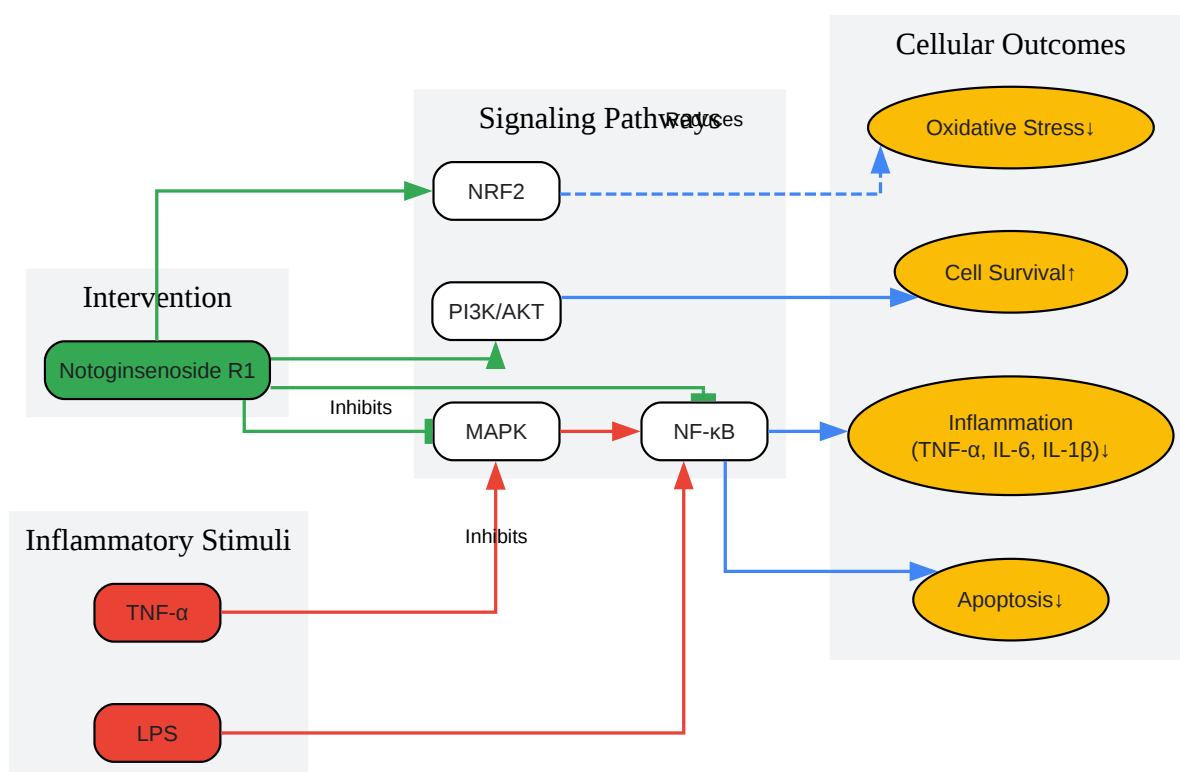 Cellular Outcomes
Signaling Pathways
Reduces
Oxidative Stress↓
NRF2
Cell Survival↑
Intervention
PI3K/AKT
Notoginsenoside R1
Inhibits
MAPK
NF-κB
Inflammation
(TNF-α, IL-6, IL-1β)↓
Inhibits
Inflammatory Stimuli
TNF-α
Apoptosis↓
LPS